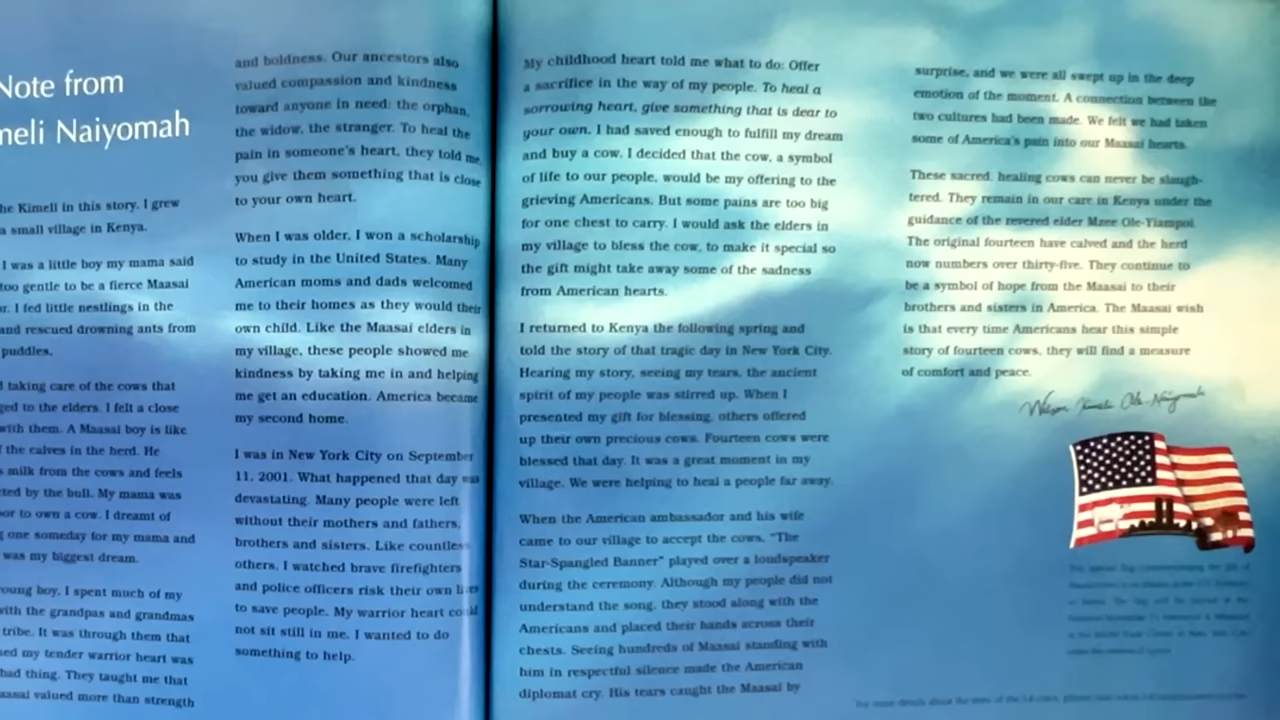 Note from
meli Naiyomah
he Kimeli in this story. I grew
a small village in Kenya.
I was a little boy my mama said
too gentle to be a fierce Maasai
r. I fed little nestlings in the
and rescued drowning ants from
puddles.
taking care of the cows that
ged to the elders. I felt a close
with them. A Maasai boy is like
the calves in the herd. He
milk from the cows and feels
ted by the bull. My mama was
or to own a cow. I dreamt of
one someday for my mama and
was my biggest dream.
oung boy, I spent much of my
with the grandpas and grandmas
tribe. It was through them that
ed my tender warrior heart was
bad thing. They taught me that
aasai valued more than strength
and boldness. Our ancestors also
valued compassion and kindness
toward anyone in need: the orphan,
the widow, the stranger. To heal the
pain in someone's heart, they told me,
you give them something that is close
to your own heart.
When I was older, I won a scholarship
to study in the United States. Many
American moms and dads welcomed
me to their homes as they would their
own child. Like the Maasai elders in
my village, these people showed me
kindness by taking me in and helping
me get an education. America became
my second home.
I was in New York City on September
11, 2001. What happened that day was
devastating. Many people were left
without their mothers and fathers,
brothers and sisters. Like countless
others, I watched brave firefighters
and police officers risk their own lives
to save people. My warrior heart could
not sit still in me. I wanted to do
something to help.
My childhood heart told me what to do: Offer
a sacrifice in the way of my people. To heal a
sorrowing heart, give something that is dear to
your own. I had saved enough to fulfill my dream
and buy a cow. I decided that the cow, a symbol
of life to our people, would be my offering to the
grieving Americans. But some pains are too big
for one chest to carry. I would ask the elders in
my village to bless the cow, to make it special so
the gift might take away some of the sadness
from American hearts.
I returned to Kenya the following spring and
told the story of that tragic day in New York City.
Hearing my story, seeing my tears, the ancient
spirit of my people was stirred up. When I
presented my gift for blessing, others offered
up their own precious cows. Fourteen cows were
blessed that day. It was a great moment in my
village. We were helping to heal a people far away.
When the American ambassador and his wife
came to our village to accept the cows, "The
Star-Spangled Banner" played over a loudspeaker
during the ceremony. Although my people did not
understand the song, they stood along with the
Americans and placed their hands across their
chests. Seeing hundreds of Maasai standing with
him in respectful silence made the American
diplomat cry. His tears caught the Maasai by
surprise, and we were all swept up in the deep
emotion of the moment. A connection between the
two cultures had been made. We felt we had taken
some of America's pain into our Maasai hearts.
These sacred, healing cows can never be slaugh-
tered. They remain in our care in Kenya under the
guidance of the revered elder Mzee Ole-Yiampoi.
The original fourteen have calved and the herd
now numbers over thirty-five. They continue to
be a symbol of hope from the Maasai to their
brothers and sisters in America. The Maasai wish
is that every time Americans hear this simple
story of fourteen cows, they will find a measure
of comfort and peace.
Wilson Kimeli Ole-Naiyomah